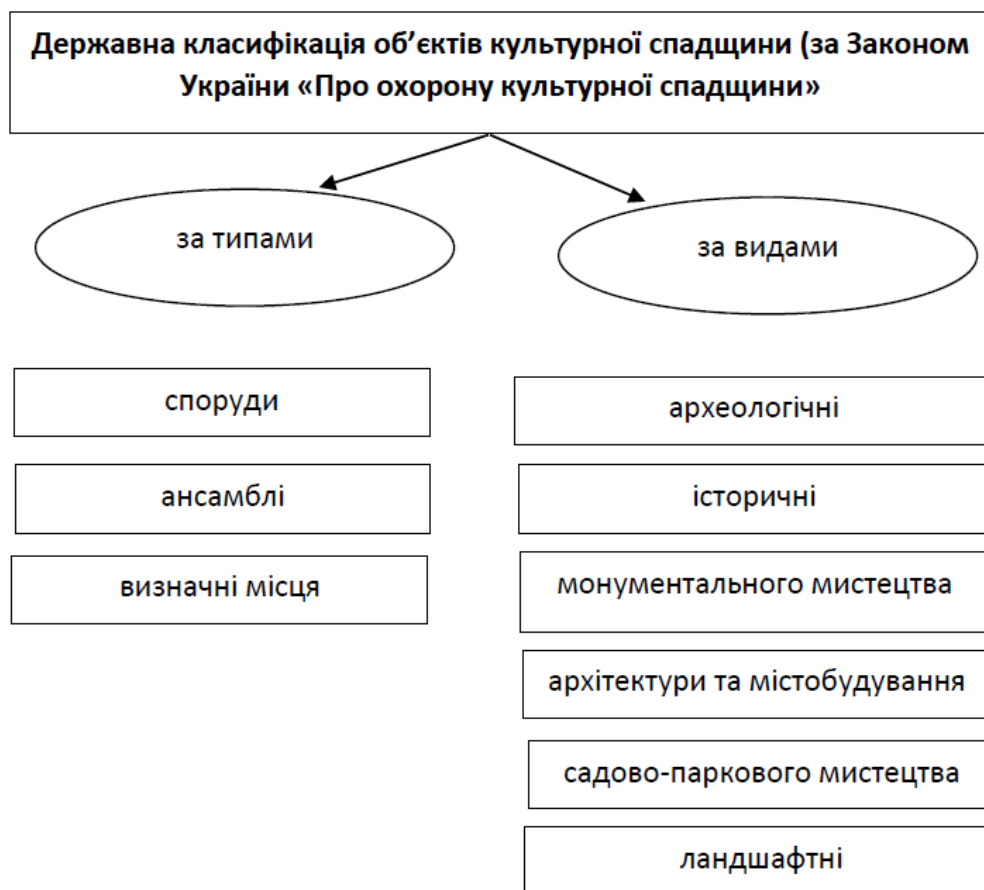 Державна класифікація об’єктів культурної спадщини (за Законом
України «Про охорону культурної спадщини»
за типами
споруди
ансамблі
визначні місця
за видами
археологічні
історичні
монументального мистецтва
архітектури та містобудування
садово-паркового мистецтва
ландшафтні